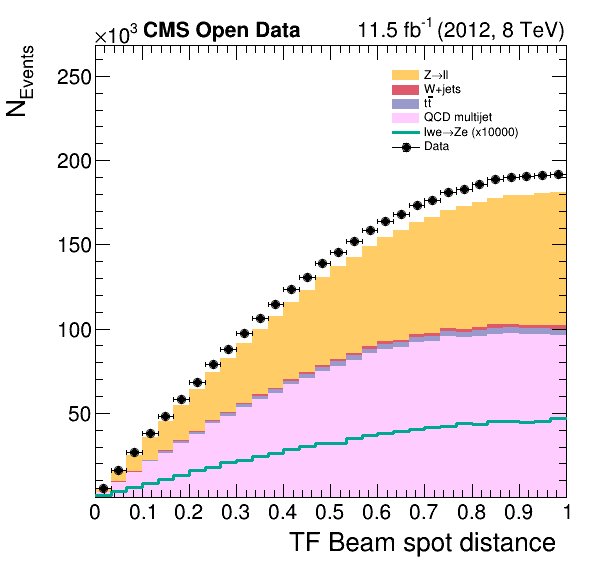 ×10³ CMS Open Data 11.5 fb⁻¹ (2012, 8 TeV)
N_Events
250
200
150
100
50
Z→ll
W+jets
tt̄
QCD multijet
lwe→Ze (x10000)
Data
0 0.1 0.2 0.3 0.4 0.5 0.6 0.7 0.8 0.9 1
TF Beam spot distance